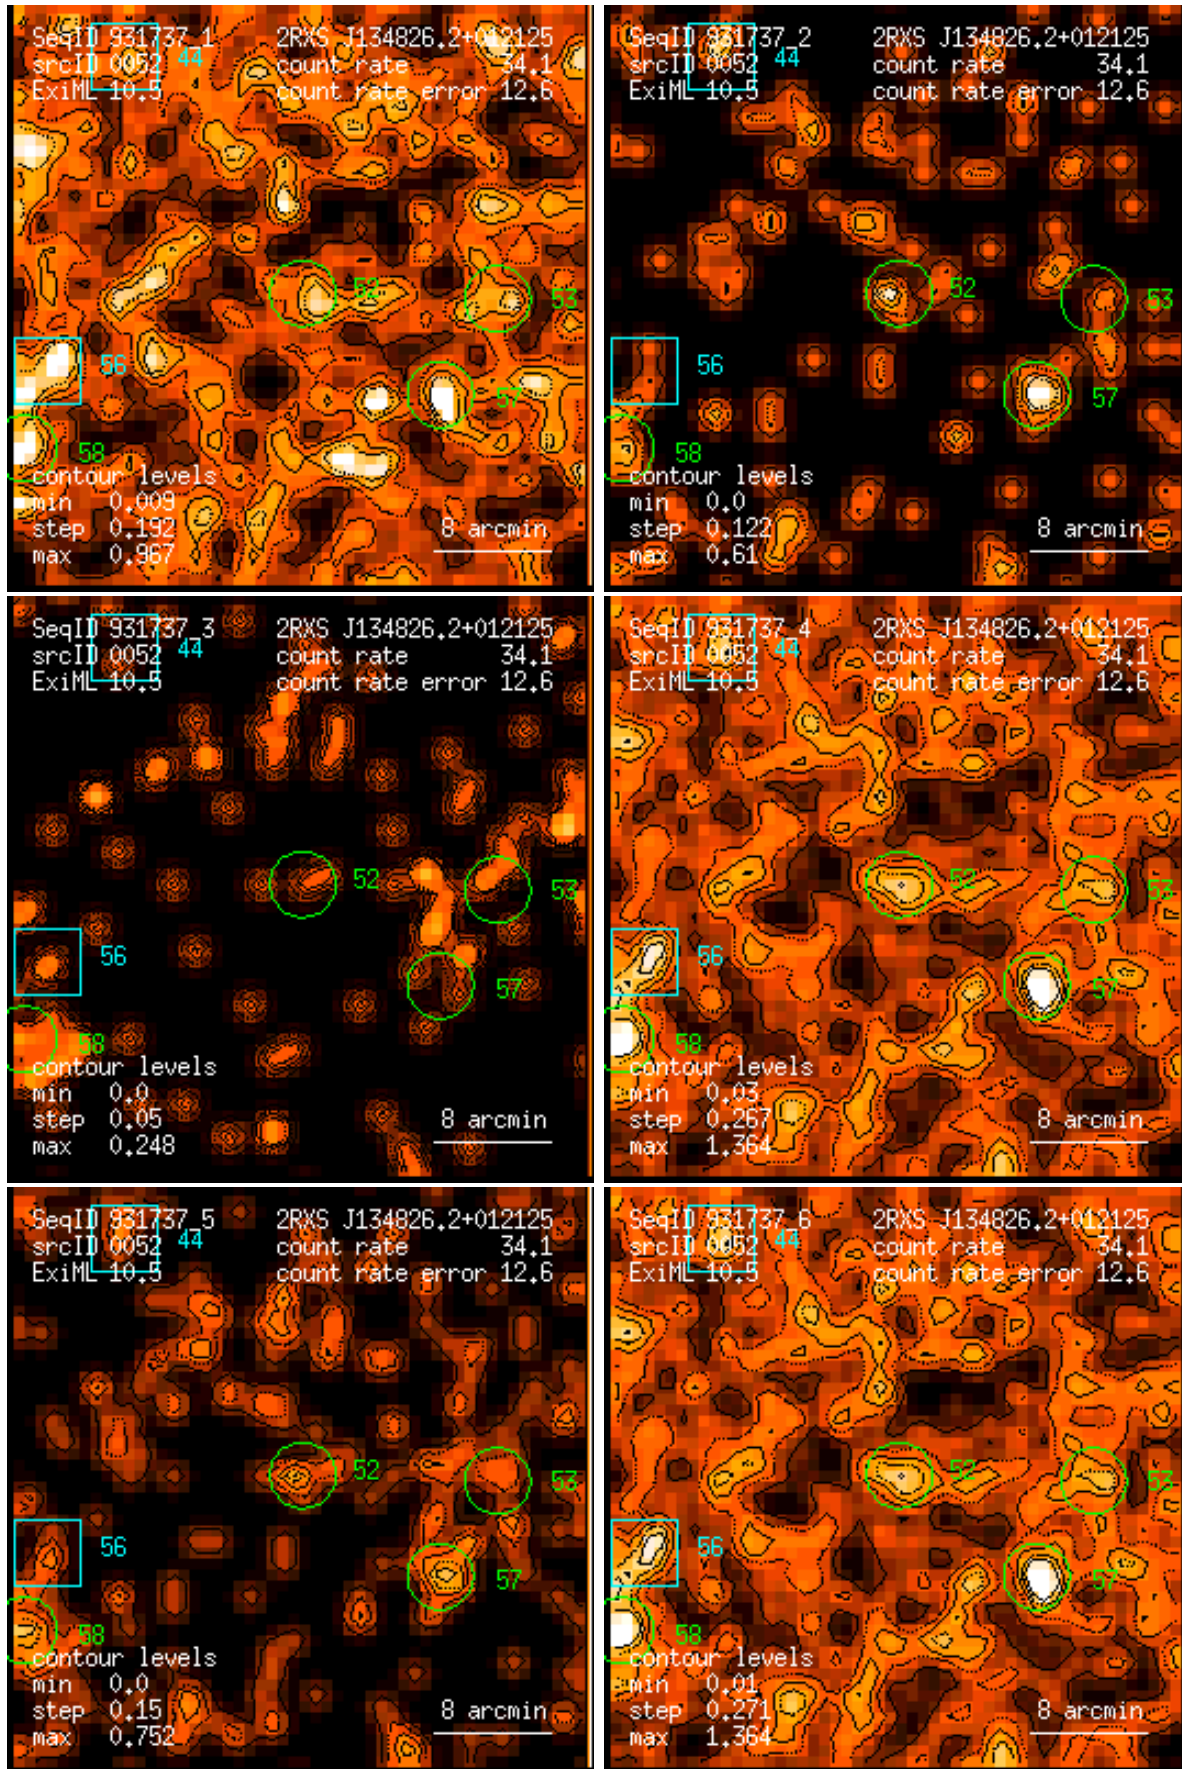 SeqID 931737_1 2RXS J134826.2+012125
srcID 0052 44 count rate 34.1
ExiML 10.5 count rate error 12.6
52
53
56
57
58
contour levels
min 0.009
step 0.192 8 arcmin
max 0.967
SeqID 931737_2 2RXS J134826.2+012125
srcID 0052 44 count rate 34.1
ExiML 10.5 count rate error 12.6
52
53
56
57
58
contour levels
min 0.0
step 0.122 8 arcmin
max 0.61
SeqID 931737_3 2RXS J134826.2+012125
srcID 0052 44 count rate 34.1
ExiML 10.5 count rate error 12.6
52
53
56
57
58
contour levels
min 0.0
step 0.05 8 arcmin
max 0.248
SeqID 931737_4 2RXS J134826.2+012125
srcID 0052 44 count rate 34.1
ExiML 10.5 count rate error 12.6
52
53
56
57
58
contour levels
min 0.03
step 0.267 8 arcmin
max 1.364
SeqID 931737_5 2RXS J134826.2+012125
srcID 0052 44 count rate 34.1
ExiML 10.5 count rate error 12.6
52
53
56
57
58
contour levels
min 0.0
step 0.15 8 arcmin
max 0.752
SeqID 931737_6 2RXS J134826.2+012125
srcID 0052 44 count rate 34.1
ExiML 10.5 count rate error 12.6
52
53
56
57
58
contour levels
min 0.01
step 0.271 8 arcmin
max 1.364